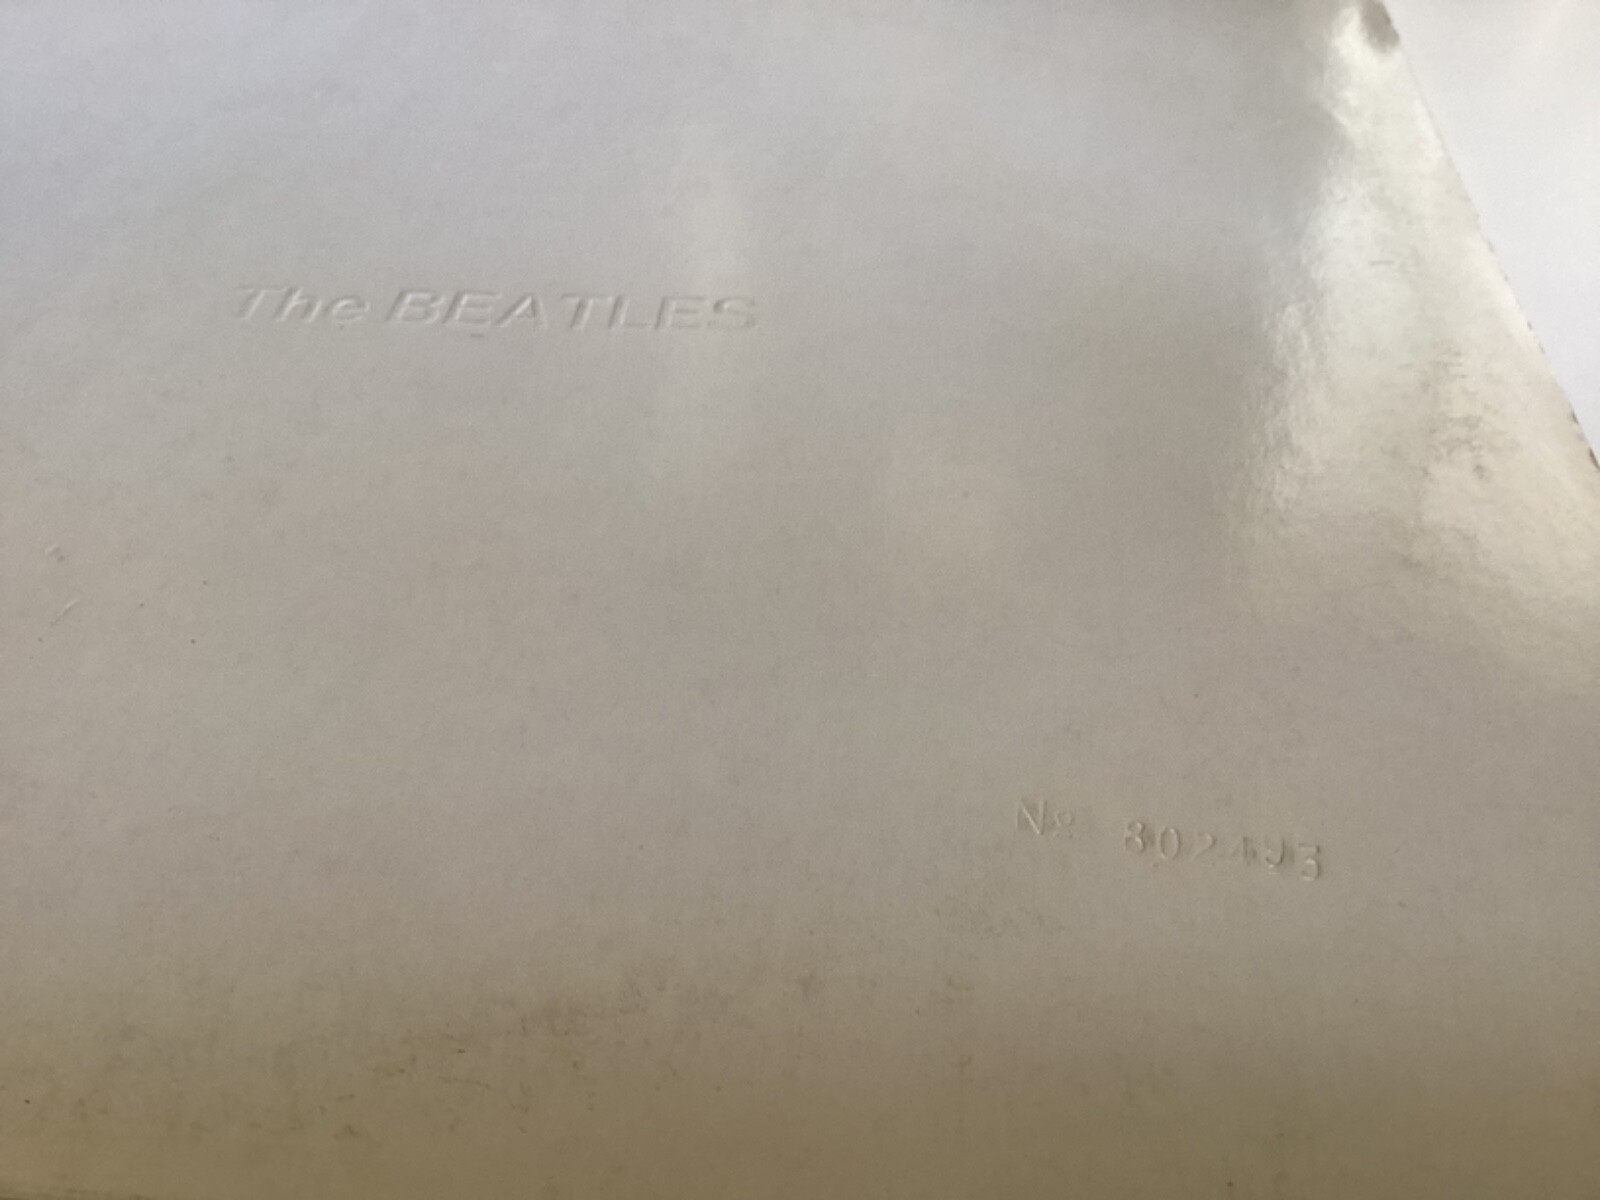 The BEATLES
No 802493